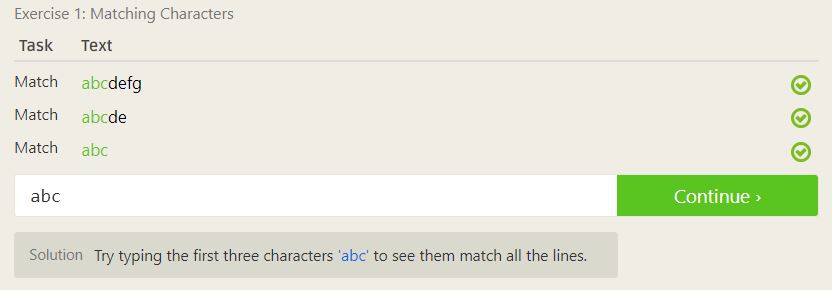 Exercise 1: Matching Characters
Task Text
Match abcdefg
Match abcde
Match abc
abc Continue ›
Solution Try typing the first three characters 'abc' to see them match all the lines.